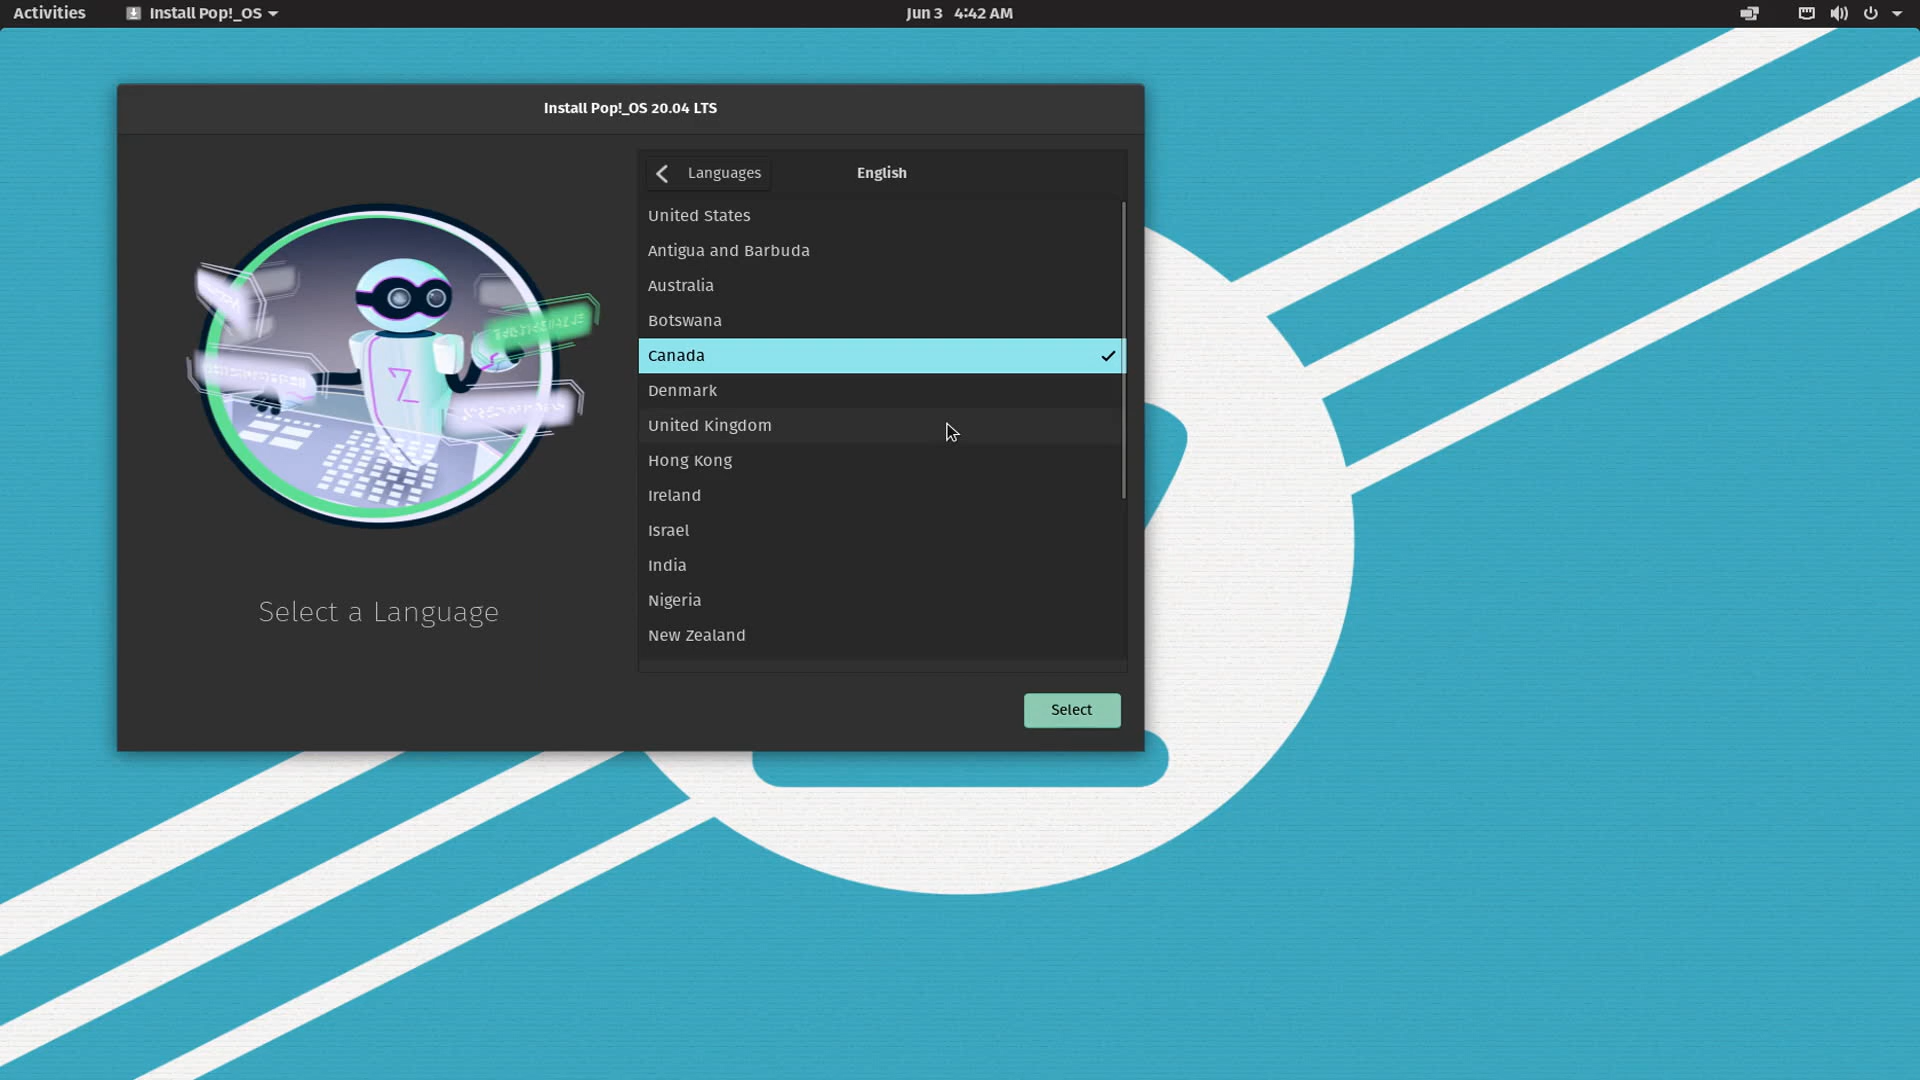 Activities
Install Pop!_OS
Jun 3 4:42 AM
Install Pop!_OS 20.04 LTS
Languages
English
United States
Antigua and Barbuda
Australia
Botswana
Canada
Denmark
United Kingdom
Hong Kong
Ireland
Israel
India
Nigeria
New Zealand
Select a Language
Select